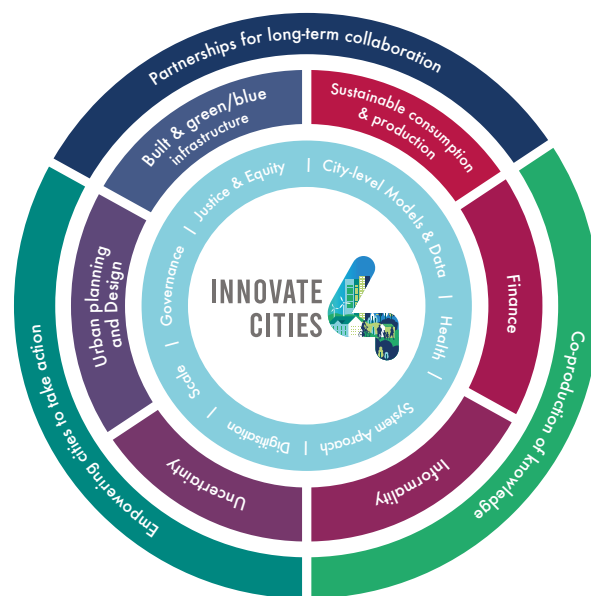 Partnerships for long-term collaboration
Co-production of knowledge
Empowering cities to take action
Built & green/blue
infrastructure
Sustainable consumption
& production
Finance
Informality
Uncertainty
Urban planning
and Design
Justice & Equity | City-level Models & Data | Health | System Aproach | Digitisation | Scale | Governance |
INNOVATE
CITIES
4